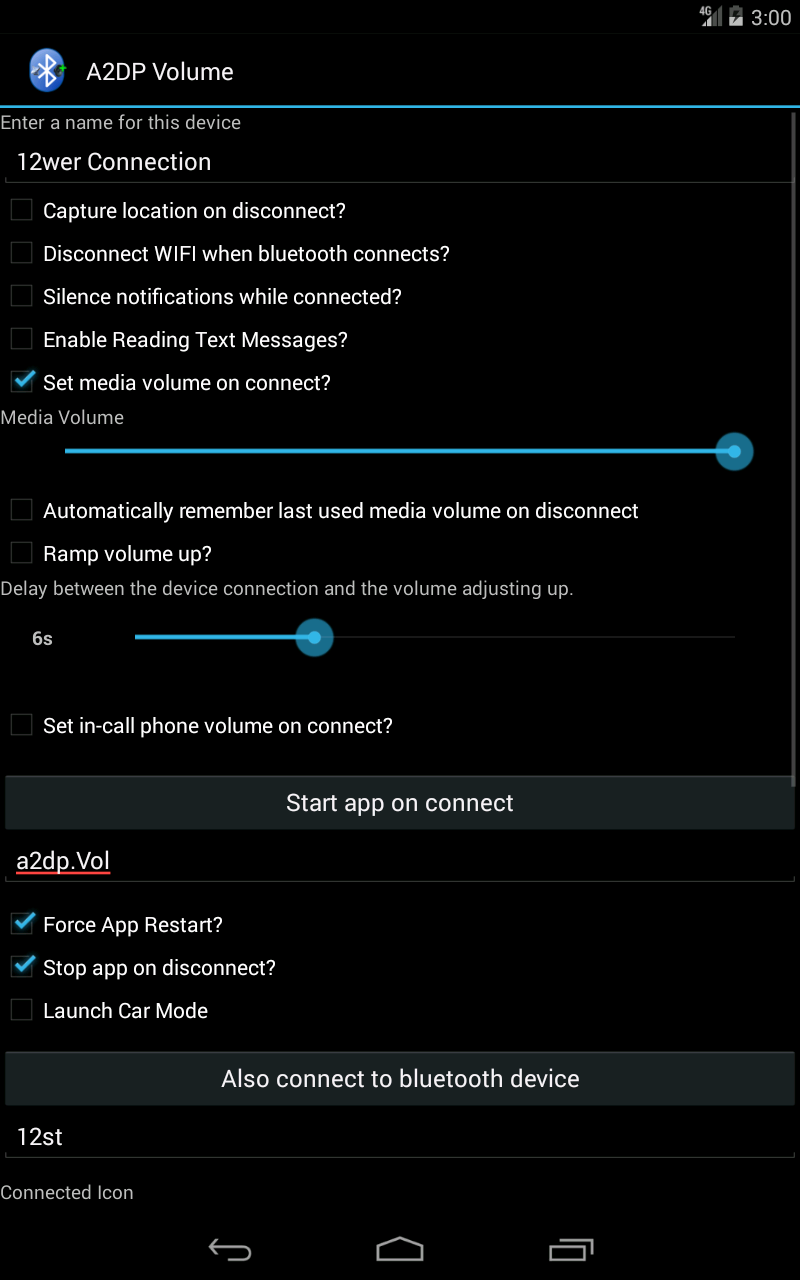 4G 3:00
A2DP Volume
Enter a name for this device
12wer Connection
Capture location on disconnect?
Disconnect WIFI when bluetooth connects?
Silence notifications while connected?
Enable Reading Text Messages?
Set media volume on connect?
Media Volume
Automatically remember last used media volume on disconnect
Ramp volume up?
Delay between the device connection and the volume adjusting up.
6s
Set in-call phone volume on connect?
Start app on connect
a2dp.Vol
Force App Restart?
Stop app on disconnect?
Launch Car Mode
Also connect to bluetooth device
12st
Connected Icon